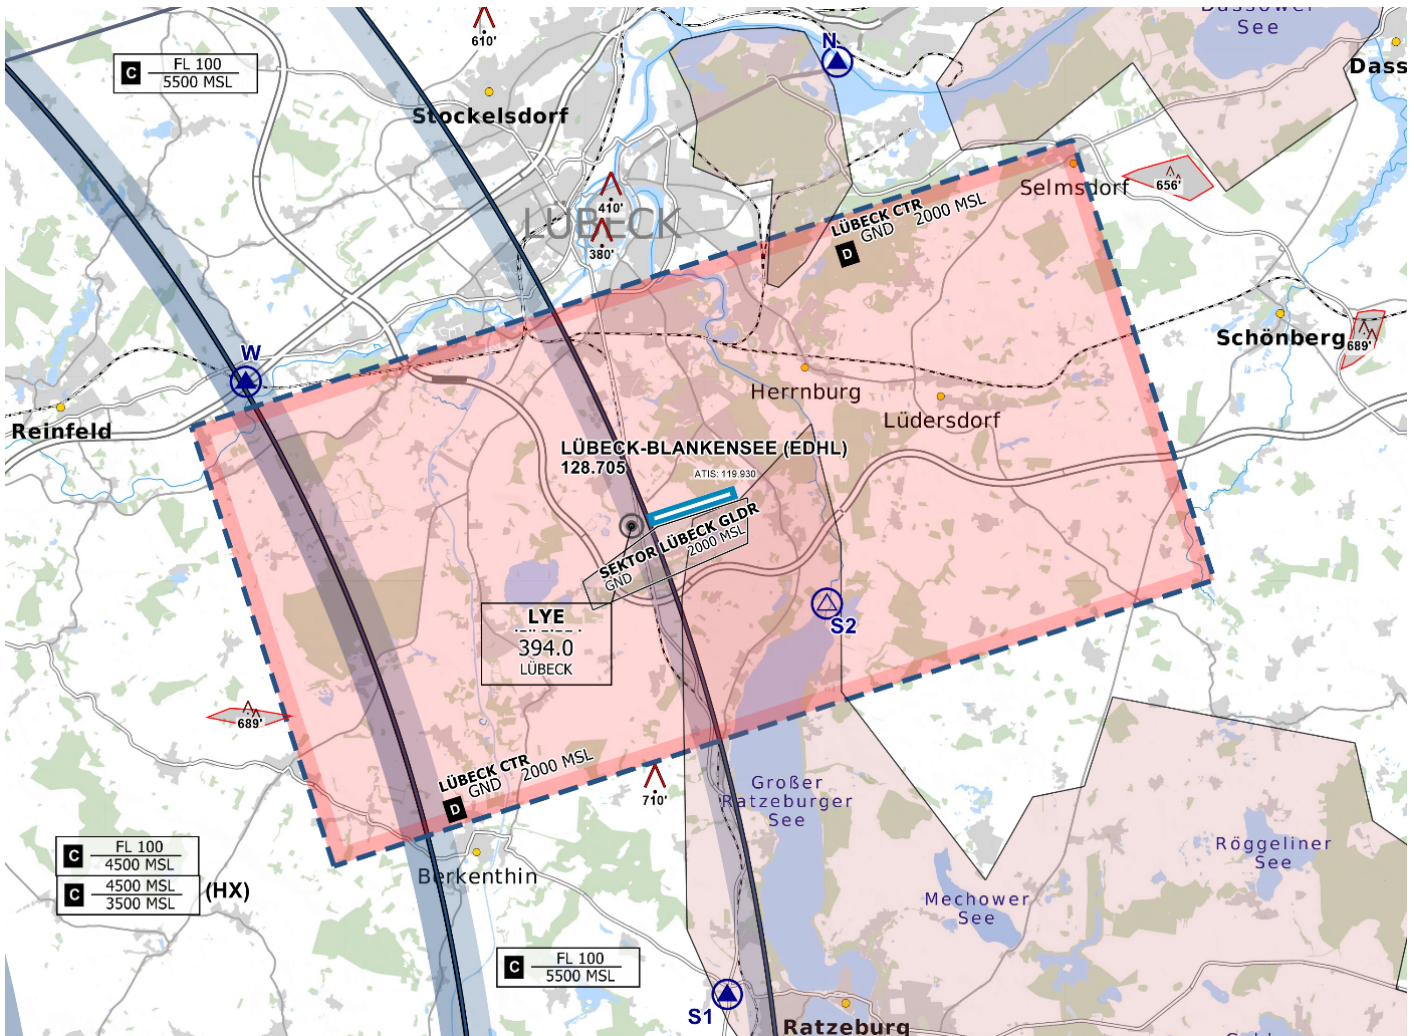 Dassower
See
610'
N
C
FL 100
5500 MSL
Dass
Stockelsdorf
Selmsdorf
656'
410'
LÜBECK
380'
LÜBECK CTR
D
GND 2000 MSL
W
Schönberg
689'
Herrnburg
Lüdersdorf
Reinfeld
LÜBECK-BLANKENSEE (EDHL)
128.705
ATIS: 119.930
SEKTOR LÜBECK GLDR
GND 2000 MSL
S2
LYE
394.0
LÜBECK
689'
LÜBECK CTR
D
GND 2000 MSL
710'
Großer
Ratzeburger
See
C
FL 100
4500 MSL
C
4500 MSL
3500 MSL
(HX)
Berkenthin
Röggeliner
See
Mechower
See
C
FL 100
5500 MSL
S1
Ratzeburg